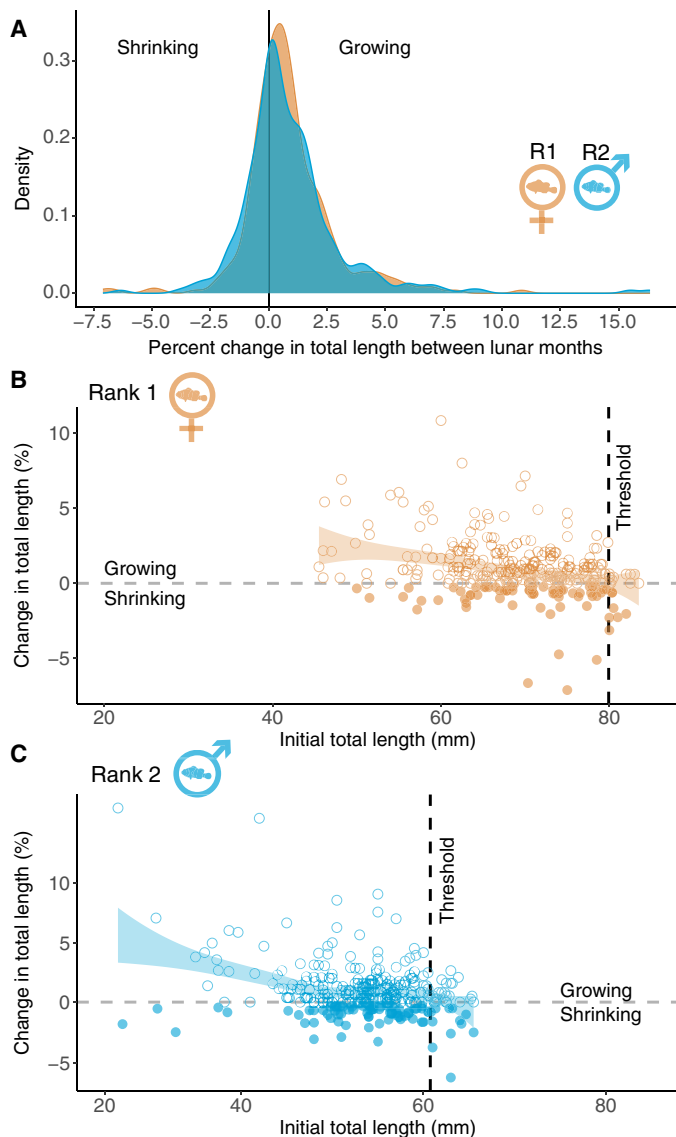 A
Shrinking
Growing
R1
R2
Density
0.3
0.2
0.1
0.0
−7.5
−5.0
−2.5
0.0
2.5
5.0
7.5
10.0
12.5
15.0
Percent change in total length between lunar months
B
Rank 1
Change in total length (%)
10
5
0
−5
Growing
Shrinking
Threshold
20
40
60
80
Initial total length (mm)
C
Rank 2
Change in total length (%)
10
5
0
−5
Threshold
Growing
Shrinking
20
40
60
80
Initial total length (mm)